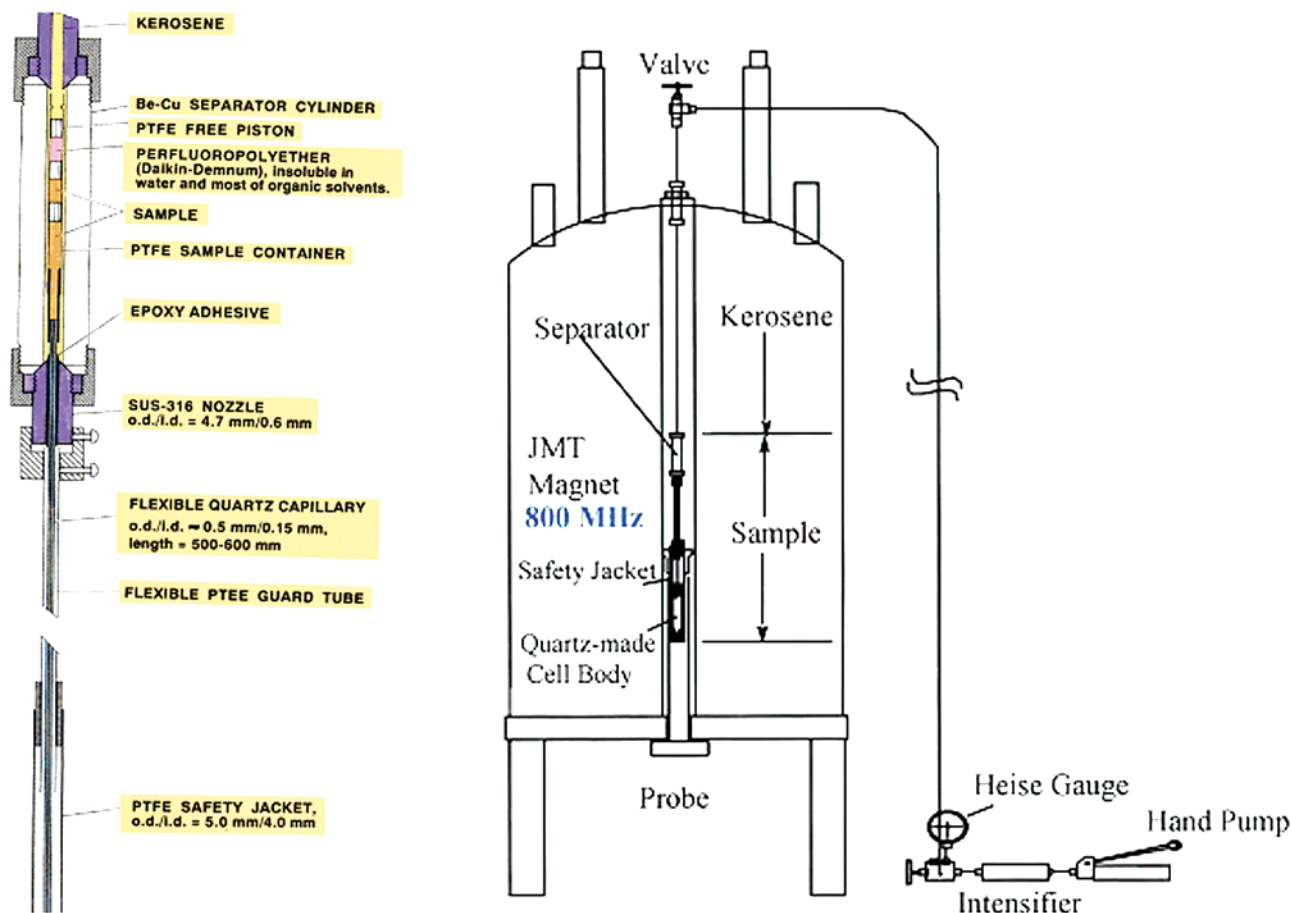 KEROSENE
Be-Cu SEPARATOR CYLINDER
PTFE FREE PISTON
PERFLUOROPOLYETHER
(Daikin-Demnum), insoluble in
water and most of organic solvents.
SAMPLE
PTFE SAMPLE CONTAINER
EPOXY ADHESIVE
SUS-316 NOZZLE
o.d./i.d. = 4.7 mm/0.6 mm
FLEXIBLE QUARTZ CAPILLARY
o.d./i.d. ≈ 0.5 mm/0.15 mm,
length = 500-600 mm
FLEXIBLE PTEE GUARD TUBE
PTFE SAFETY JACKET,
o.d./i.d. = 5.0 mm/4.0 mm
Valve
Separator
Kerosene
JMT
Magnet
800 MHz
Sample
Safety Jacket
Quartz-made
Cell Body
Probe
Heise Gauge
Hand Pump
Intensifier